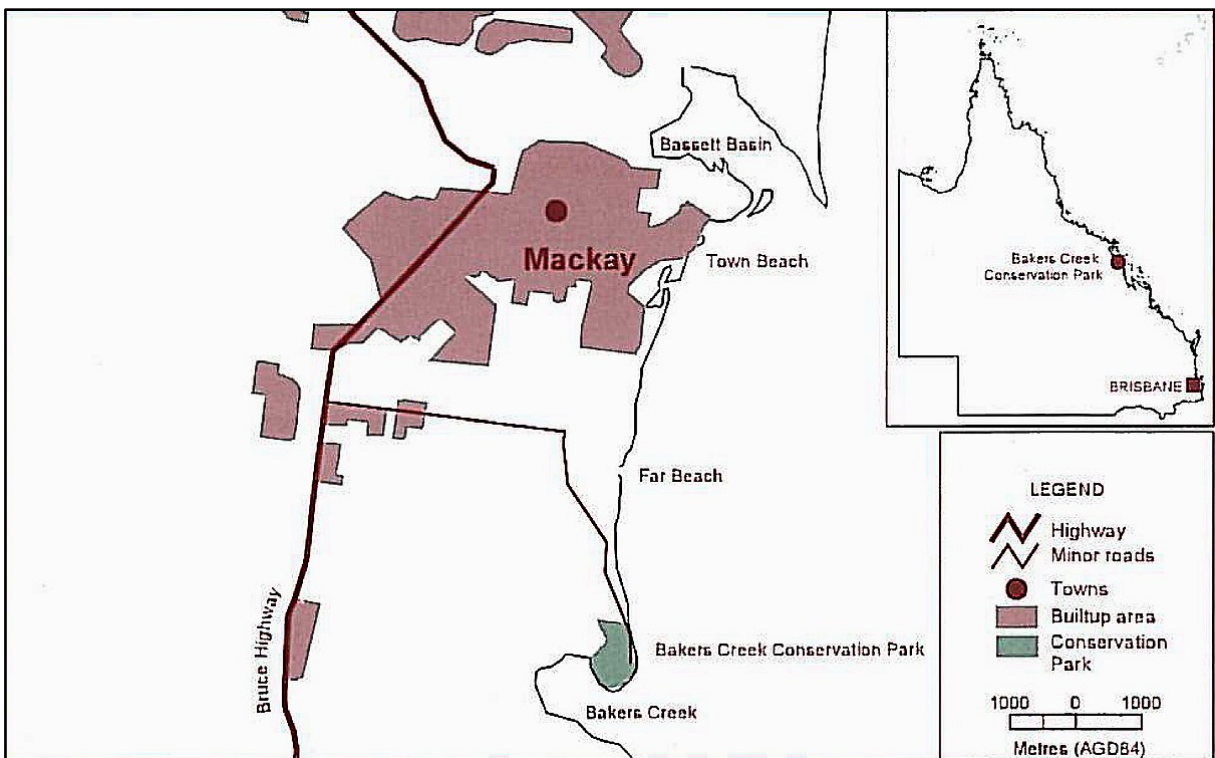 Bassett Basin
Mackay
Town Beach
Far Beach
Bruce Highway
Bakers Creek Conservation Park
Bakers Creek
Bakers Creek
Conservation Park
BRISBANE
LEGEND
Highway
Minor roads
Towns
Builtup area
Conservation
Park
1000 0 1000
Metres (AGD84)